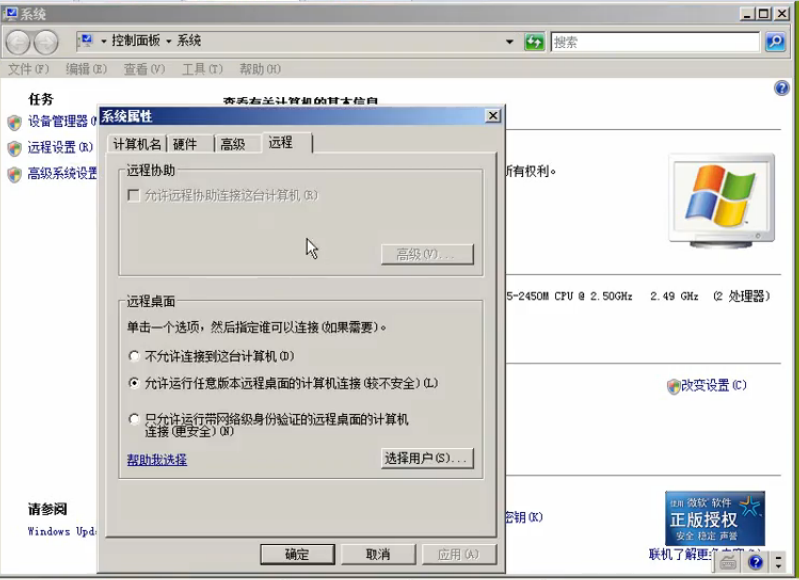 系统
控制面板 系统
搜索
文件(F) 编辑(E) 查看(V) 工具(T) 帮助(H)
任务
查看有关计算机的基本信息
设备管理器
远程设置(R)
高级系统设置
所有权利。
5-2450M CPU @ 2.50GHz 2.49 GHz (2 处理器)
改变设置(C)
密钥(K)
使用 微软 软件
正版授权
安全 稳定 声誉
请参阅
Windows Upd
系统属性
计算机名 硬件 高级 远程
远程协助
允许远程协助连接这台计算机(R)
高级(V)...
远程桌面
单击一个选项，然后指定谁可以连接(如果需要)。
不允许连接到这台计算机(D)
允许运行任意版本远程桌面的计算机连接(较不安全)(L)
只允许运行带网络级身份验证的远程桌面的计算机
连接(更安全)(N)
帮助我选择
选择用户(S)...
确定 取消 应用(A)
联机了解更多内容